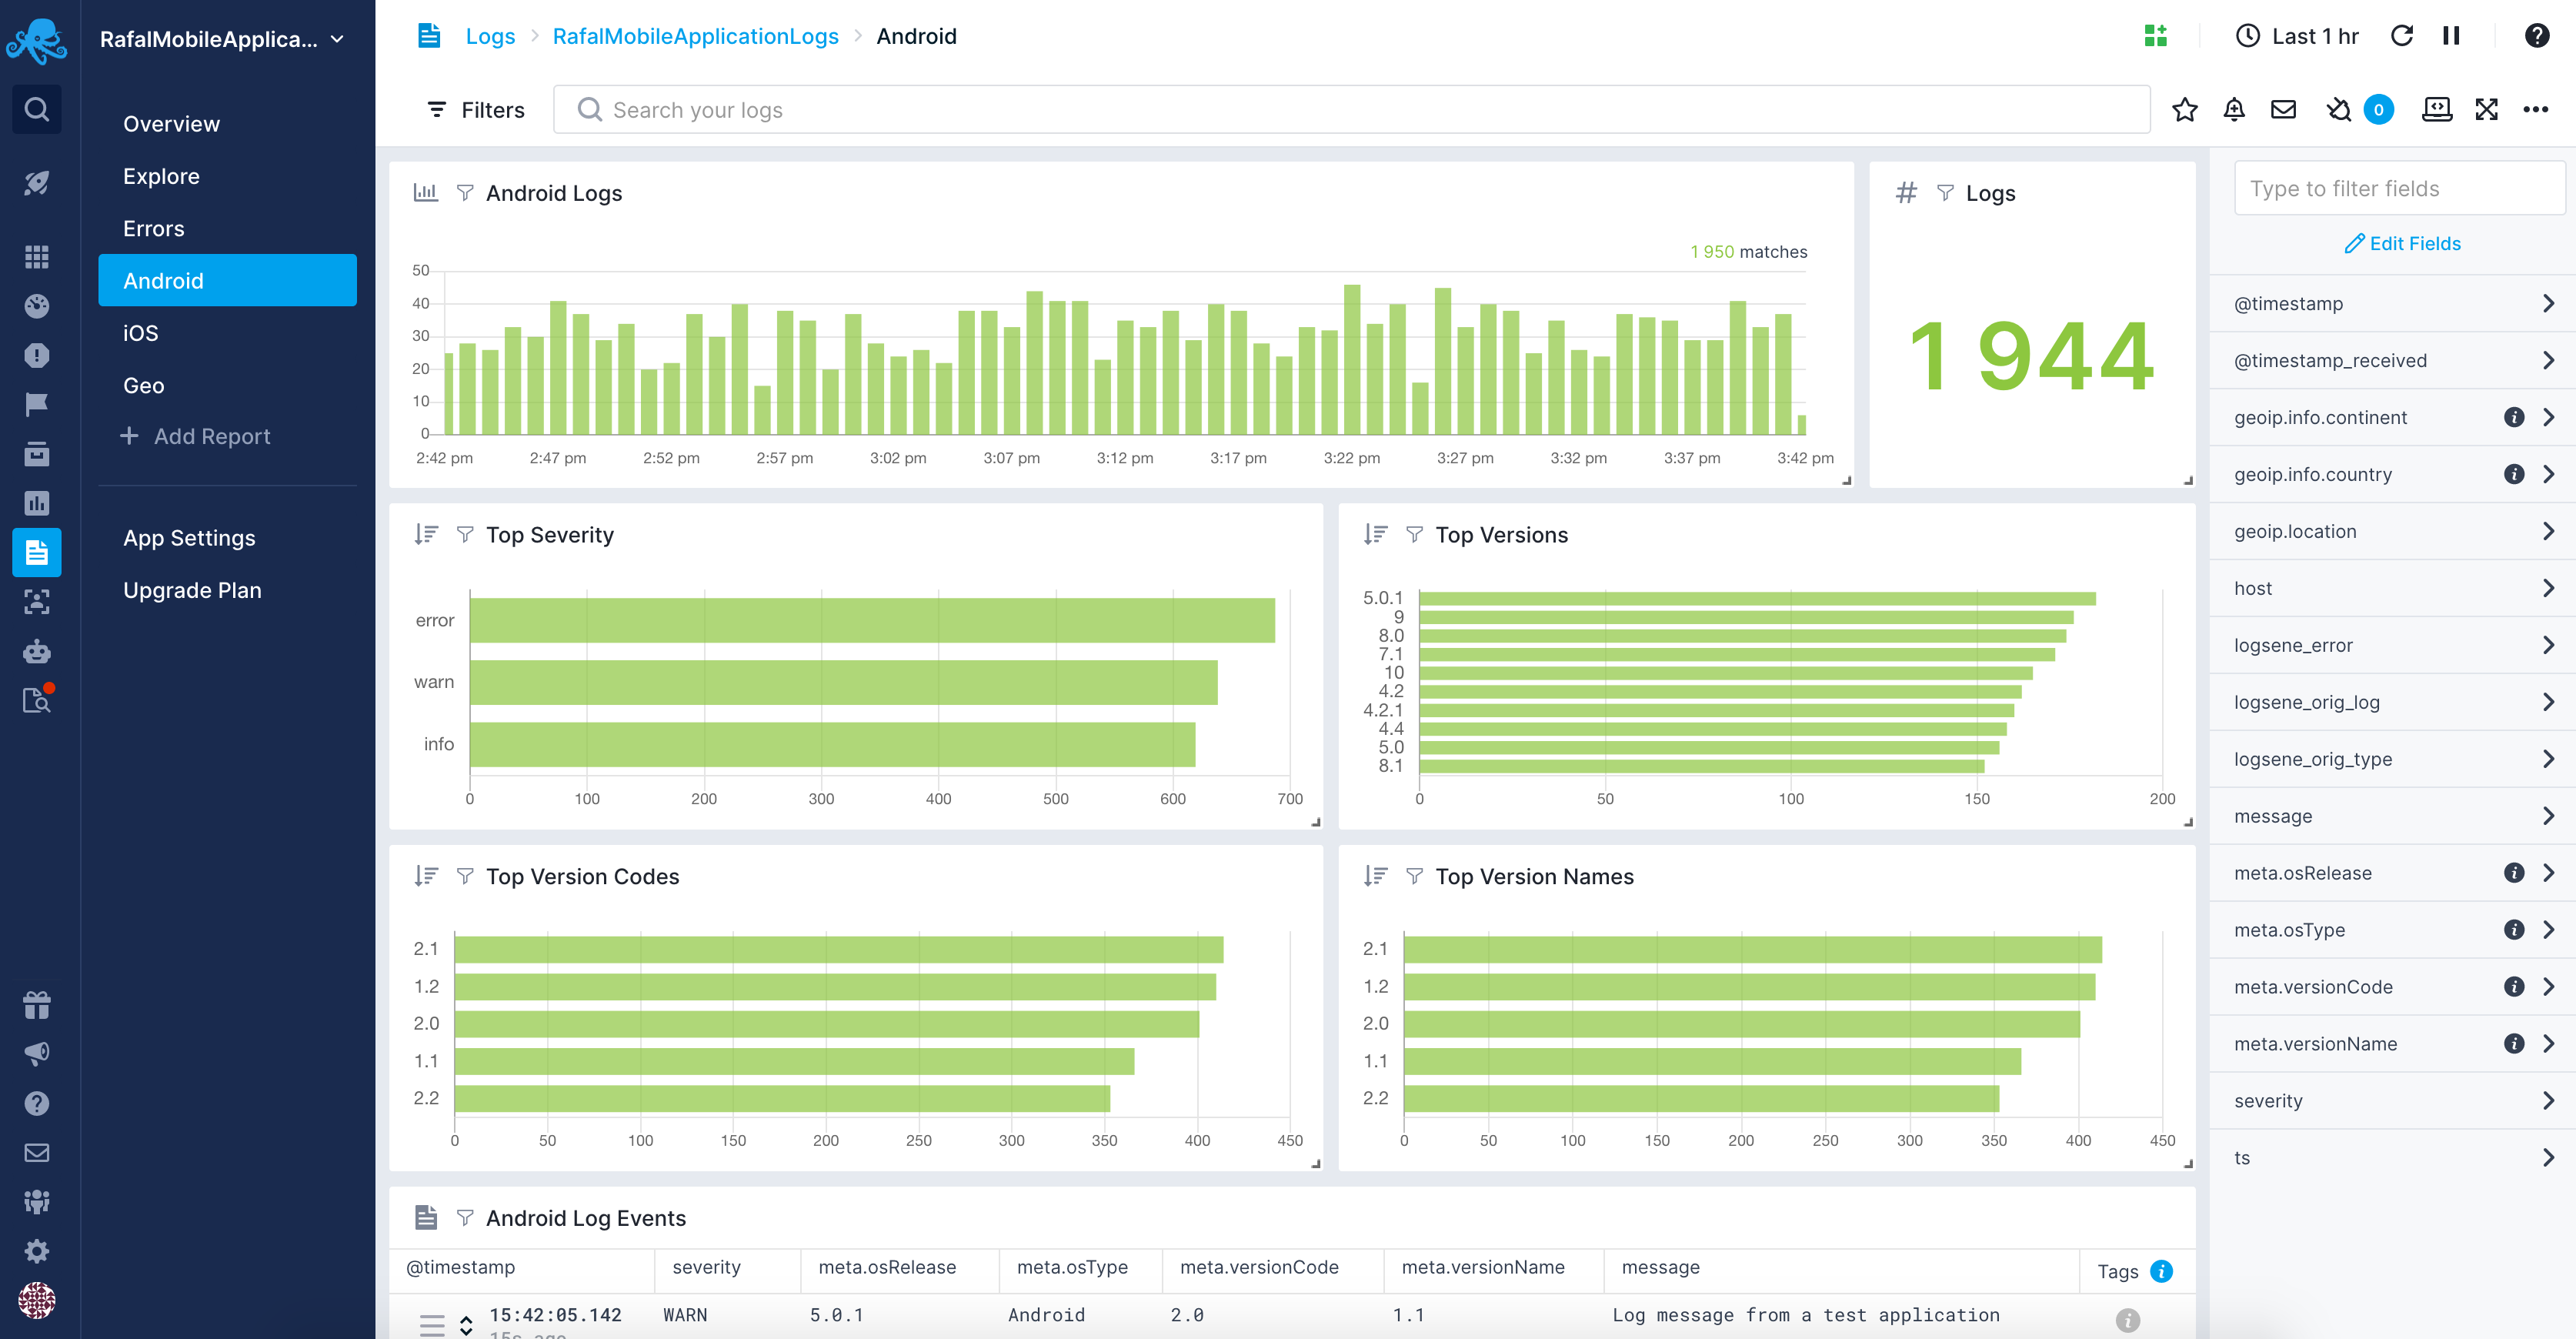 RafalMobileApplica...
Overview
Explore
Errors
Android
iOS
Geo
Add Report
App Settings
Upgrade Plan
Logs > RafalMobileApplicationLogs > Android
Last 1 hr
Filters
Search your logs
0
Android Logs
1 950 matches
50
40
30
20
10
0
2:42 pm 2:47 pm 2:52 pm 2:57 pm 3:02 pm 3:07 pm 3:12 pm 3:17 pm 3:22 pm 3:27 pm 3:32 pm 3:37 pm 3:42 pm
# Logs
1 944
Top Severity
error
warn
info
0 100 200 300 400 500 600 700
Top Versions
5.0.1
9
8.0
7.1
10
4.2
4.2.1
4.4
5.0
8.1
0 50 100 150 200
Top Version Codes
2.1
1.2
2.0
1.1
2.2
0 50 100 150 200 250 300 350 400 450
Top Version Names
2.1
1.2
2.0
1.1
2.2
0 50 100 150 200 250 300 350 400 450
Android Log Events
@timestamp severity meta.osRelease meta.osType meta.versionCode meta.versionName message Tags
15:42:05.142 WARN 5.0.1 Android 2.0 1.1 Log message from a test application
15s ago
Type to filter fields
Edit Fields
@timestamp
@timestamp_received
geoip.info.continent
geoip.info.country
geoip.location
host
logsene_error
logsene_orig_log
logsene_orig_type
message
meta.osRelease
meta.osType
meta.versionCode
meta.versionName
severity
ts